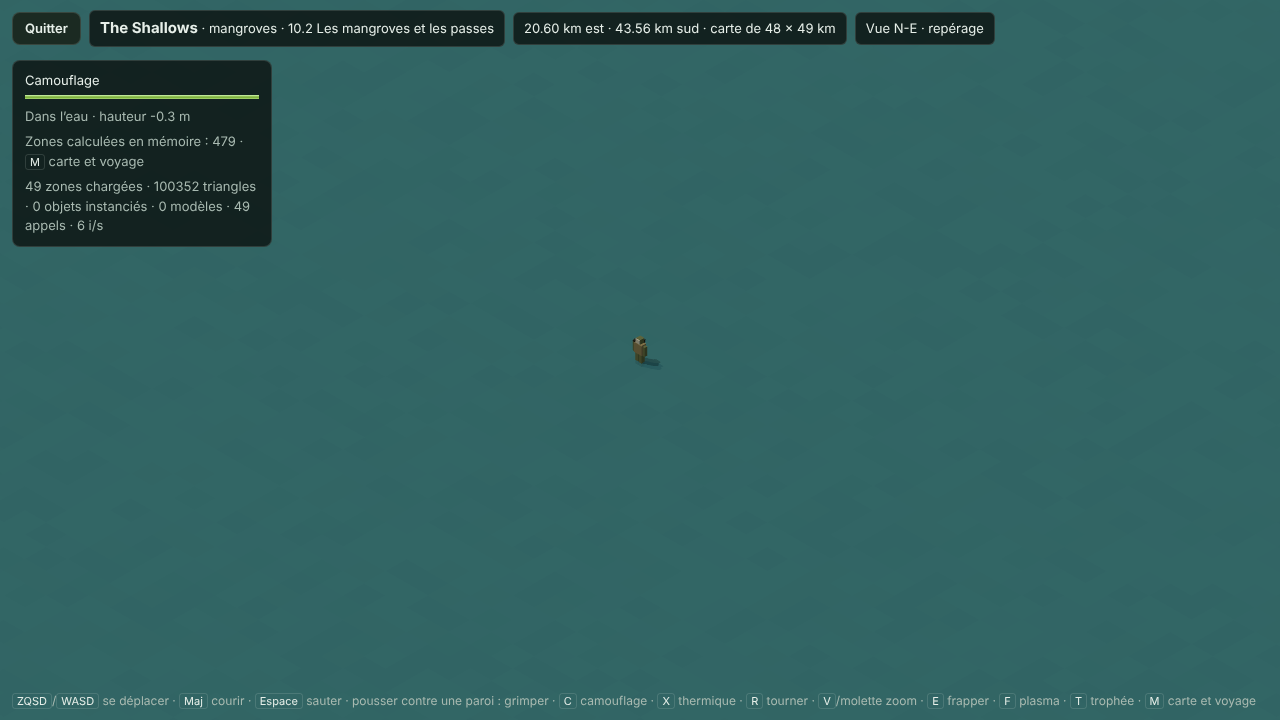 Quitter
The Shallows · mangroves · 10.2 Les mangroves et les passes
20.60 km est · 43.56 km sud · carte de 48 × 49 km
Vue N-E · repérage
Camouflage
Dans l'eau · hauteur -0.3 m
Zones calculées en mémoire : 479 ·
M carte et voyage
49 zones chargées · 100352 triangles
· 0 objets instanciés · 0 modèles · 49
appels · 6 i/s
ZQSD/WASD se déplacer · Maj courir · Espace sauter · pousser contre une paroi : grimper · C camouflage · X thermique · R tourner · V/molette zoom · E frapper · F plasma · T trophée · M carte et voyage